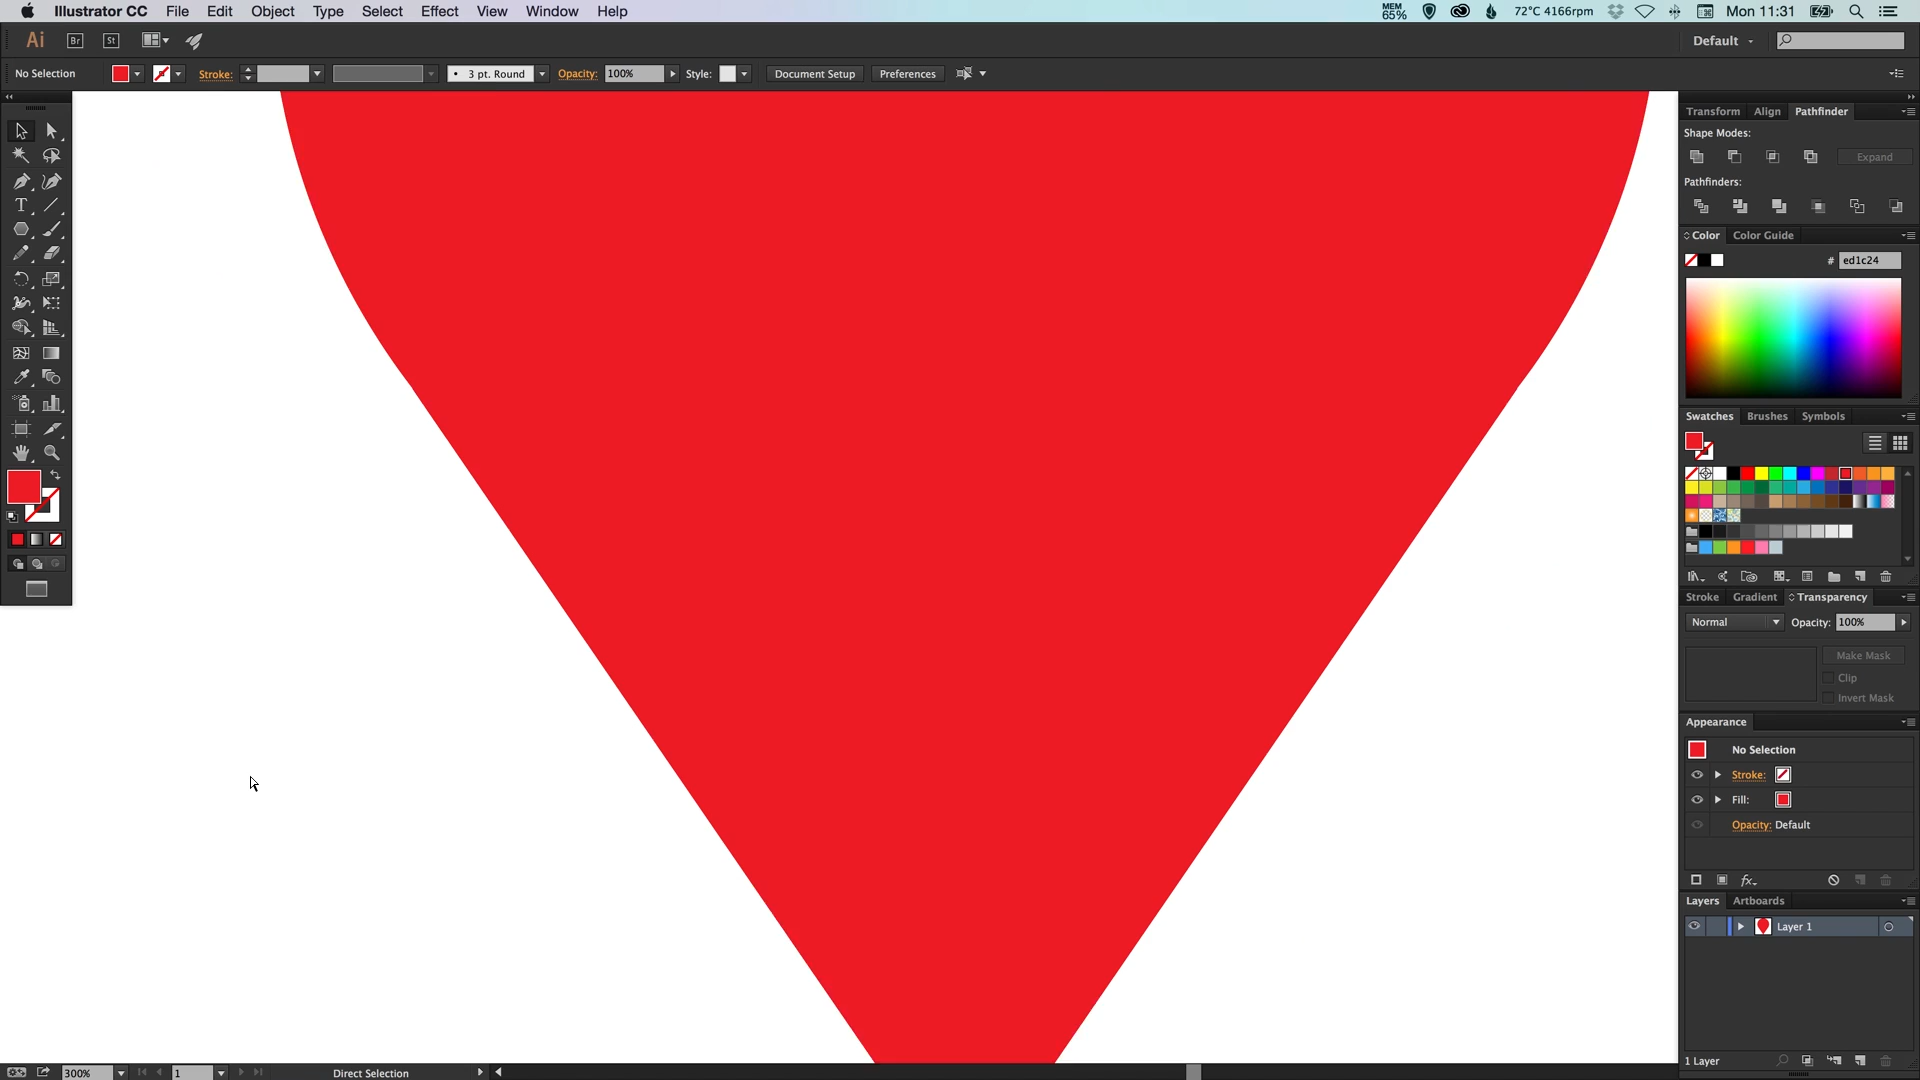 Illustrator CC File Edit Object Type Select Effect View Window Help MEM 65% 72°C 4166rpm Mon 11:31
Ai Br St Default
No Selection Stroke: 3 pt. Round Opacity: 100% Style: Document Setup Preferences
Transform Align Pathfinder
Shape Modes:
Expand
Pathfinders:
Color Color Guide
# ed1c24
Swatches Brushes Symbols
Stroke Gradient Transparency
Normal Opacity: 100%
Make Mask
Clip
Invert Mask
Appearance
No Selection
Stroke:
Fill:
Opacity: Default
fx
Layers Artboards
Layer 1
1 Layer
300% 1 Direct Selection